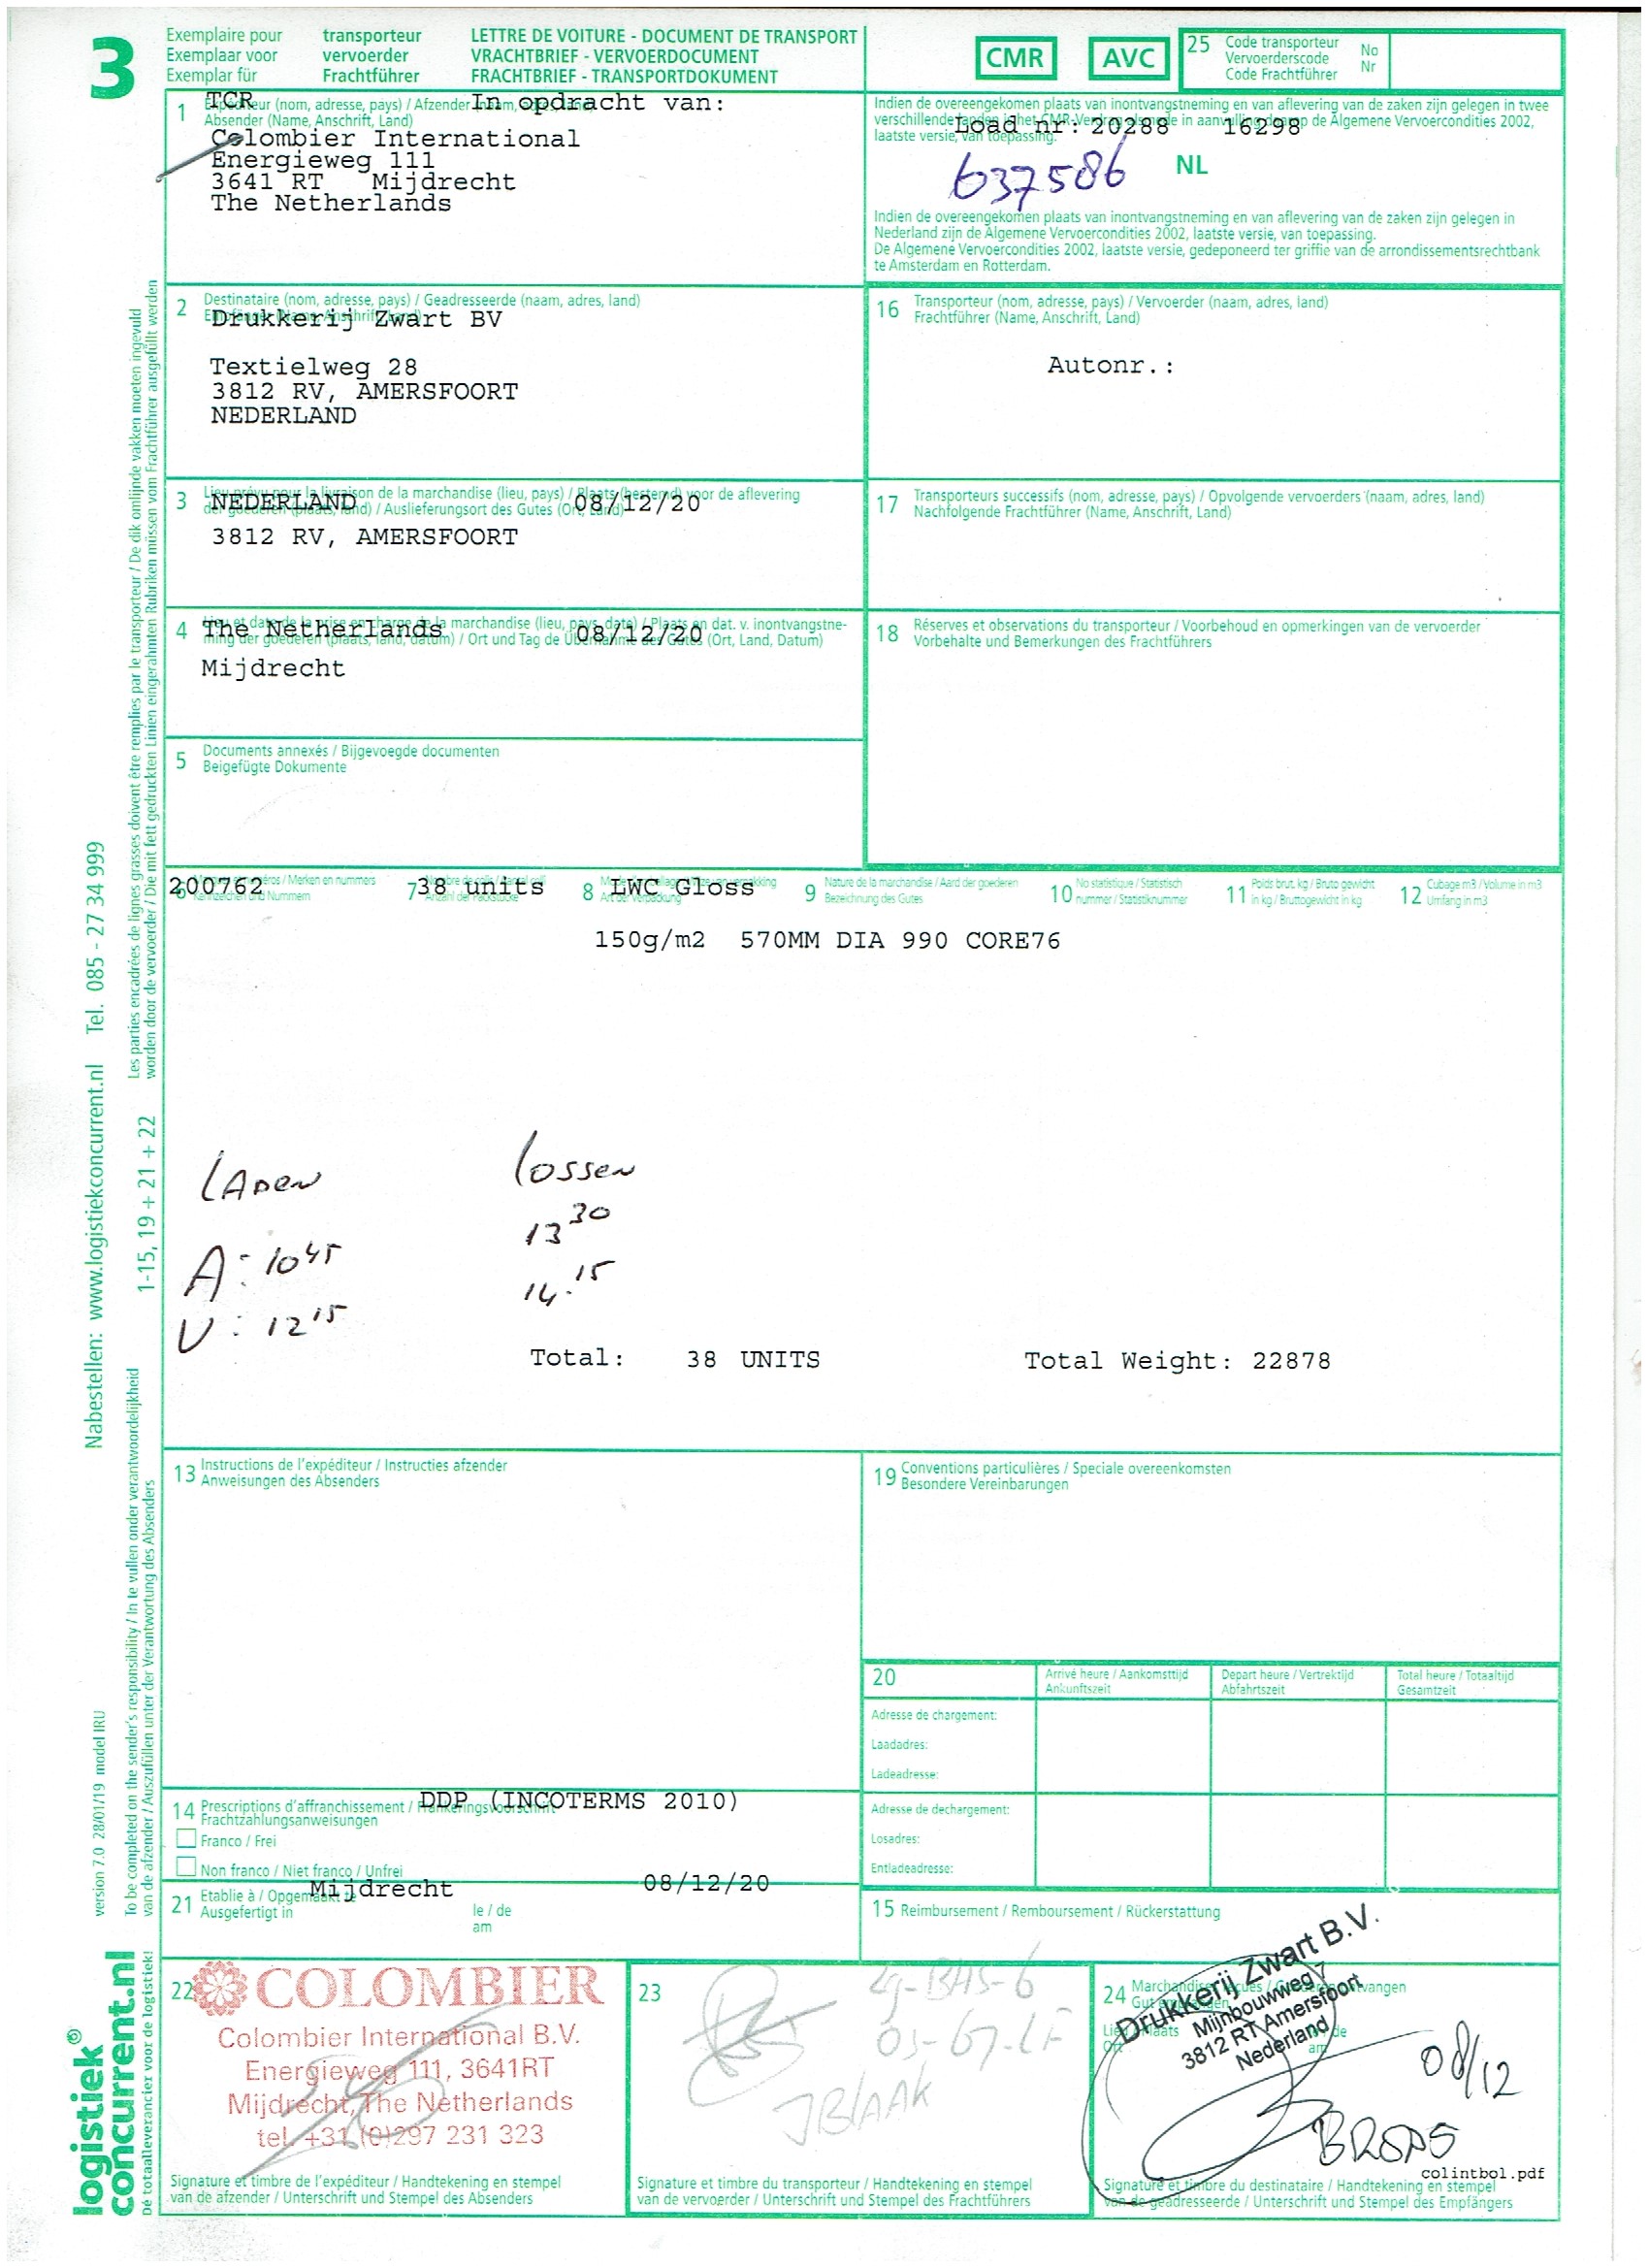 3
Exemplaire pour transporteur
Exemplaar voor vervoerder
Exemplar für Frachtführer
LETTRE DE VOITURE - DOCUMENT DE TRANSPORT
VRACHTBRIEF - VERVOERDOCUMENT
FRACHTBRIEF - TRANSPORTDOKUMENT
CMR
AVC
25 Code transporteur
Vervoerderscode
Code Frachtführer
No
Nr
1 Expéditeur (nom, adresse, pays) / Afzender (naam, adres, land)
Absender (Name, Anschrift, Land)
TCR In opdracht van:
Colombier International
Energieweg 111
3641 RT Mijdrecht
The Netherlands
Indien de overeengekomen plaats van inontvangstneming en van aflevering van de zaken zijn gelegen in twee
verschillende landen is het CMR-Verdrag alsmede in aanvulling daarop de Algemene Vervoercondities 2002,
laatste versie, van toepassing.
Load nr: 20288 16298
637586
NL
Indien de overeengekomen plaats van inontvangstneming en van aflevering van de zaken zijn gelegen in
Nederland zijn de Algemene Vervoercondities 2002, laatste versie, van toepassing.
De Algemene Vervoercondities 2002, laatste versie, gedeponeerd ter griffie van de arrondissementsrechtbank
te Amsterdam en Rotterdam.
2 Destinataire (nom, adresse, pays) / Geadresseerde (naam, adres, land)
Empfänger (Name, Anschrift, Land)
Drukkerij Zwart BV
Textielweg 28
3812 RV, AMERSFOORT
NEDERLAND
16 Transporteur (nom, adresse, pays) / Vervoerder (naam, adres, land)
Frachtführer (Name, Anschrift, Land)
Autonr.:
3 Lieu prévu pour la livraison de la marchandise (lieu, pays) / Plaats (bestemd) voor de aflevering
der goederen (plaats, land) / Auslieferungsort des Gutes (Ort, Land)
NEDERLAND 08/12/20
3812 RV, AMERSFOORT
17 Transporteurs successifs (nom, adresse, pays) / Opvolgende vervoerders (naam, adres, land)
Nachfolgende Frachtführer (Name, Anschrift, Land)
4 Lieu et date de la prise en charge de la marchandise (lieu, pays, date) / Plaats en dat. v. inontvangstne-
ming der goederen (plaats, land, datum) / Ort und Tag de Übernahme des Gutes (Ort, Land, Datum)
The Netherlands 08/12/20
Mijdrecht
18 Réserves et observations du transporteur / Voorbehoud en opmerkingen van de vervoerder
Vorbehalte und Bemerkungen des Frachtführers
5 Documents annexés / Bijgevoegde documenten
Beigefügte Dokumente
6 numéros / Merken en nummers
Kennzeichen und Nummern
200762
7 38 units
Anzahl der Packstücke
8 LWC Gloss
Art der Verpackung
9 Nature de la marchandise / Aard der goederen
Bezeichnung des Gutes
10 No statistique / Statistisch
nummer / Statistiknummer
11 Poids brut. kg / Bruto gewicht
in kg / Bruttogewicht in kg
12 Cubage m3 / Volume in m3
Umfang in m3
150g/m2 570MM DIA 990 CORE76
LADEN LOSSEN
A: 10 45 13 30
V: 12 15 14.15
Total: 38 UNITS Total Weight: 22878
13 Instructions de l'expéditeur / Instructies afzender
Anweisungen des Absenders
19 Conventions particulières / Speciale overeenkomsten
Besondere Vereinbarungen
20
Arrivé heure / Aankomsttijd
Ankunftszeit
Depart heure / Vertrektijd
Abfahrtszeit
Total heure / Totaaltijd
Gesamtzeit
Adresse de chargement:
Laadadres:
Ladeadresse:
Adresse de dechargement:
Losadres:
Entladeadresse:
14 Prescriptions d'affranchissement / Frankeringsvoorschrift
Frachtzahlungsanweisungen
DDP (INCOTERMS 2010)
Franco / Frei
Non franco / Niet franco / Unfrei
21 Etablie à / Opgemaakt te
Ausgefertigt in
Mijdrecht 08/12/20
le / de
am
15 Reimbursement / Remboursement / Rückerstattung
22
COLOMBIER
Colombier International B.V.
Energieweg 111, 3641RT
Mijdrecht, The Netherlands
tel. +31 (0)297 231 323
Signature et timbre de l'expéditeur / Handtekening en stempel
van de afzender / Unterschrift und Stempel des Absenders
23
JBLAAK
Signature et timbre du transporteur / Handtekening en stempel
van de vervoerder / Unterschrift und Stempel des Frachtführers
24 Marchandises reçues / Goederen ontvangen
Gut empfangen
Lieu / Plaats
Ort
am
Drukkerij Zwart B.V.
Mijnbouwweg 7
3812 RT Amersfoort
Nederland
08/12
colintbol.pdf
Signature et timbre du destinataire / Handtekening en stempel
van de geadresseerde / Unterschrift und Stempel des Empfängers
Les parties encadrées de lignes grasses doivent être remplies par le transporteur / De dik omlijnde vakken moeten ingevuld
worden door de vervoerder / Die mit fett gedruckten Linien eingerahmten Rubriken müssen vom Frachtführer ausgefüllt werden
Nabestellen: www.logistiekconcurrent.nl Tel. 085 - 27 34 999
1-15, 19 + 21 + 22
To be completed on the sender's responsibility / In te vullen onder verantwoordelijkheid
van de afzender / Auszufüllen unter der Verantwortung des Absenders
version 7.0 28/01/19 model IRU
logistiek®
concurrent.nl
Dé totaalleverancier voor de logistiek!